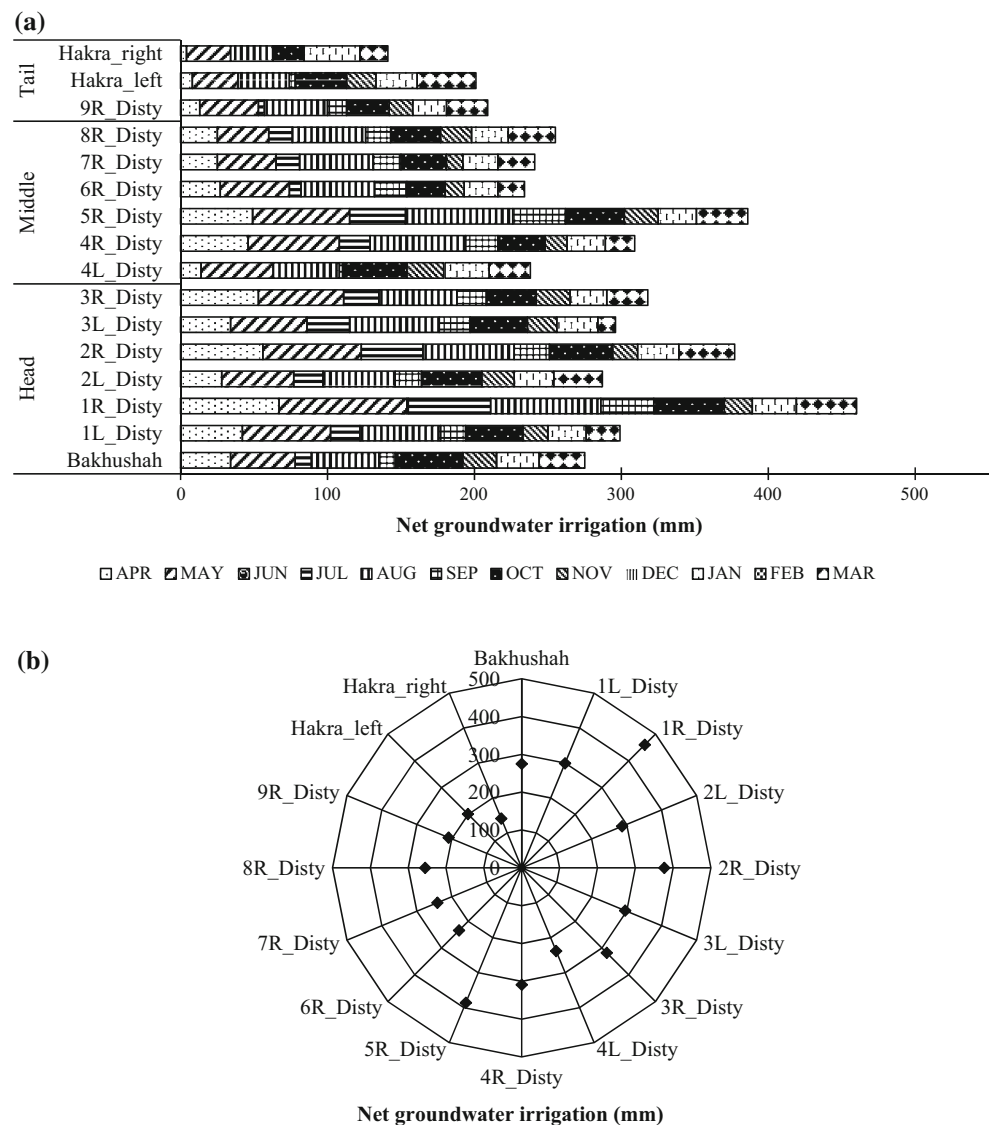 (a)
Tail
Hakra_right
Hakra_left
9R_Disty
Middle
8R_Disty
7R_Disty
6R_Disty
5R_Disty
4R_Disty
4L_Disty
Head
3R_Disty
3L_Disty
2R_Disty
2L_Disty
1R_Disty
1L_Disty
Bakhushah
0 100 200 300 400 500
Net groundwater irrigation (mm)
APR MAY JUN JUL AUG SEP OCT NOV DEC JAN FEB MAR
(b)
Bakhushah
1L_Disty
1R_Disty
2L_Disty
2R_Disty
3L_Disty
3R_Disty
4L_Disty
4R_Disty
5R_Disty
6R_Disty
7R_Disty
8R_Disty
9R_Disty
Hakra_left
Hakra_right
500
400
300
200
100
0
Net groundwater irrigation (mm)